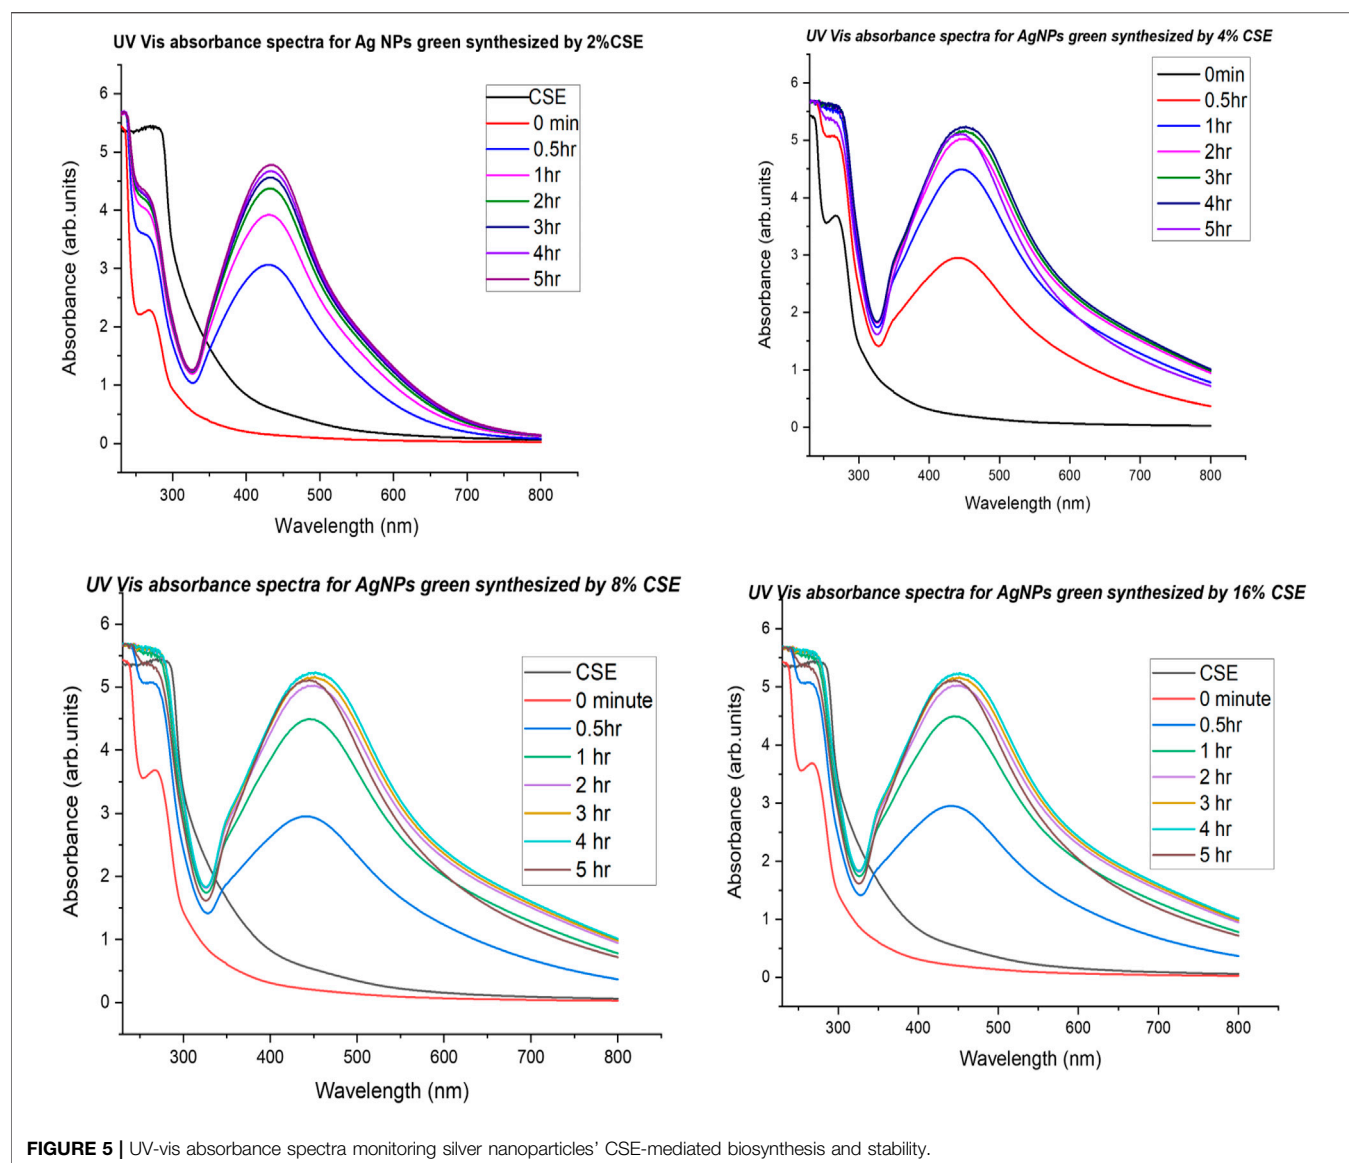 UV Vis absorbance spectra for Ag NPs green synthesized by 2%CSE
Absorbance (arb.units)
6
5
4
3
2
1
0
300 400 500 600 700 800
Wavelength (nm)
CSE
0 min
0.5hr
1hr
2hr
3hr
4hr
5hr
UV Vis absorbance spectra for AgNPs green synthesized by 4% CSE
Absorbance (arb.units)
6
5
4
3
2
1
0
300 400 500 600 700 800
Wavelength (nm)
0min
0.5hr
1hr
2hr
3hr
4hr
5hr
UV Vis absorbance spectra for AgNPs green synthesized by 8% CSE
Absorbance (arb.units)
6
5
4
3
2
1
0
300 400 500 600 700 800
Wavelength (nm)
CSE
0 minute
0.5hr
1 hr
2 hr
3 hr
4 hr
5 hr
UV Vis absorbance spectra for AgNPs green synthesized by 16% CSE
Absorbance (arb.units)
6
5
4
3
2
1
0
300 400 500 600 700 800
Wavelength (nm)
CSE
0 minute
0.5hr
1 hr
2 hr
3 hr
4 hr
5 hr
FIGURE 5 | UV-vis absorbance spectra monitoring silver nanoparticles’ CSE-mediated biosynthesis and stability.